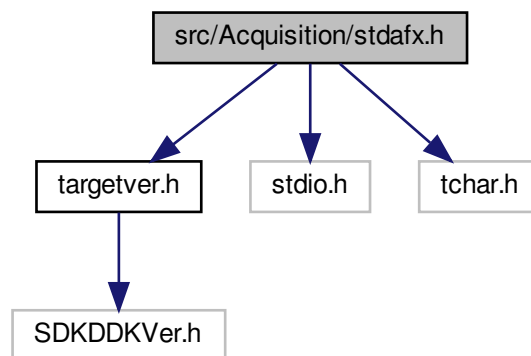 src/Acquisition/stdafx.h
targetver.h
stdio.h
tchar.h
SDKDDKVer.h